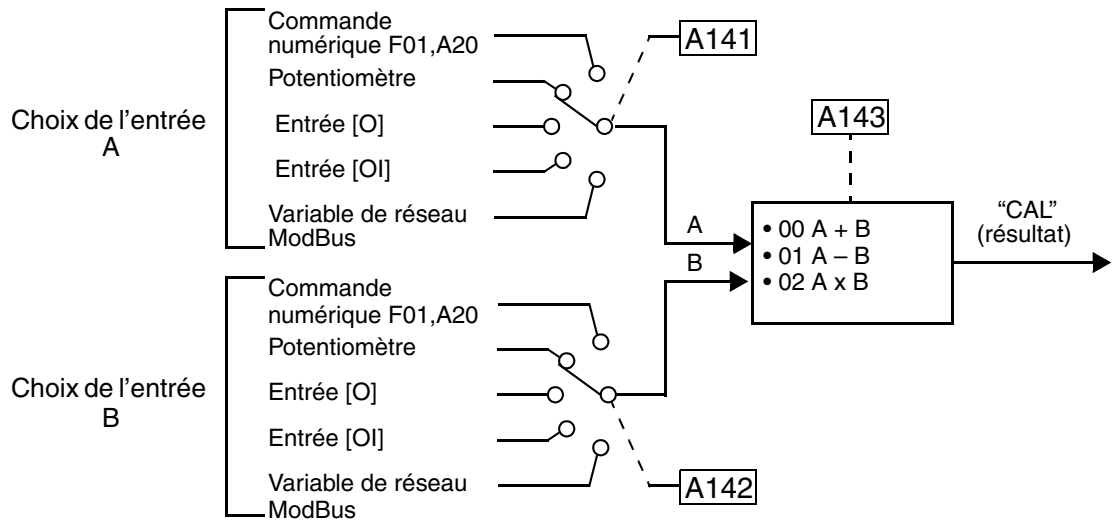 Choix de l’entrée
A
Commande
numérique F01,A20
Potentiomètre
Entrée [O]
Entrée [OI]
Variable de réseau
ModBus
A141
Choix de l’entrée
B
Commande
numérique F01,A20
Potentiomètre
Entrée [O]
Entrée [OI]
Variable de réseau
ModBus
A142
A143
A
B
• 00 A + B
• 01 A – B
• 02 A x B
“CAL”
(résultat)